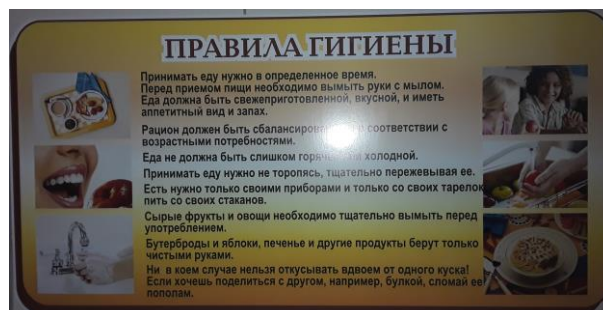 ПРАВИЛА ГИГИЕНЫ
Принимать еду нужно в определенное время.
Перед приемом пищи необходимо вымыть руки с мылом.
Еда должна быть свежеприготовленной, вкусной, и иметь
аппетитный вид и запах.
Рацион должен быть сбалансирован соответствии с
возрастными потребностями.
Еда не должна быть слишком горячей холодной.
Принимать еду нужно не торопясь, тщательно пережевывая ее.
Есть нужно только своими приборами и только со своих тарелок
пить со своих стаканов.
Сырые фрукты и овощи необходимо тщательно вымыть перед
употреблением.
Бутерброды и яблоки, печенье и другие продукты берут только
чистыми руками.
Ни в коем случае нельзя откусывать вдвоем от одного куска!
Если хочешь поделиться с другом, например, булкой, сломай ее
пополам.